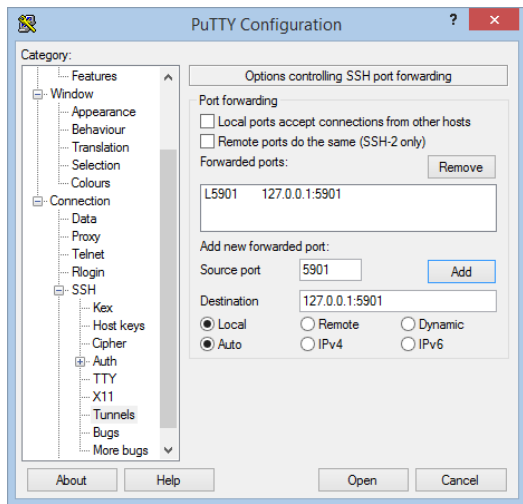 PuTTY Configuration ? ×
Category:
Features
Window
Appearance
Behaviour
Translation
Selection
Colours
Connection
Data
Proxy
Telnet
Rlogin
SSH
Kex
Host keys
Cipher
Auth
TTY
X11
Tunnels
Bugs
More bugs
Options controlling SSH port forwarding
Port forwarding
Local ports accept connections from other hosts
Remote ports do the same (SSH-2 only)
Forwarded ports:
Remove
L5901 127.0.0.1:5901
Add new forwarded port:
Source port 5901 Add
Destination 127.0.0.1:5901
Local Remote Dynamic
Auto IPv4 IPv6
About Help Open Cancel